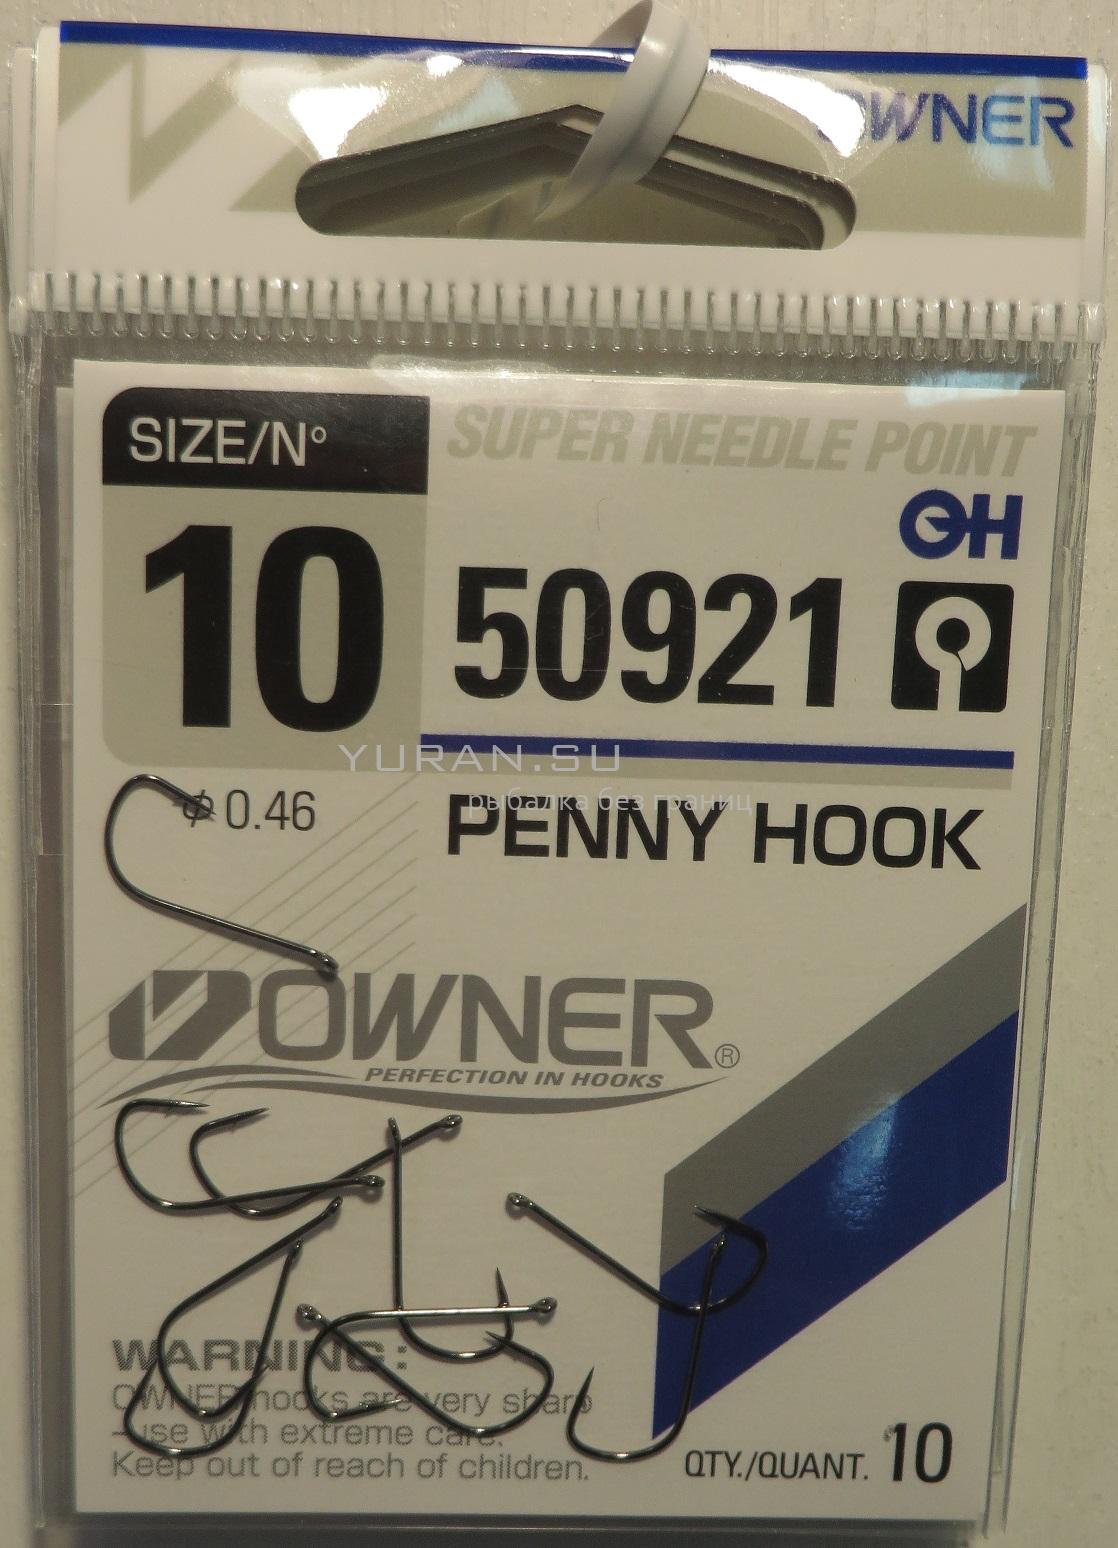 OWNER
SIZE/Nº
SUPER NEEDLE POINT
OH
10
50921
YURAN.SU
рыбалка без границ
φ 0.46
PENNY HOOK
OWNER®
PERFECTION IN HOOKS
WARNING:
OWNER hooks are very sharp
-use with extreme care.
Keep out of reach of children.
QTY./QUANT. 10